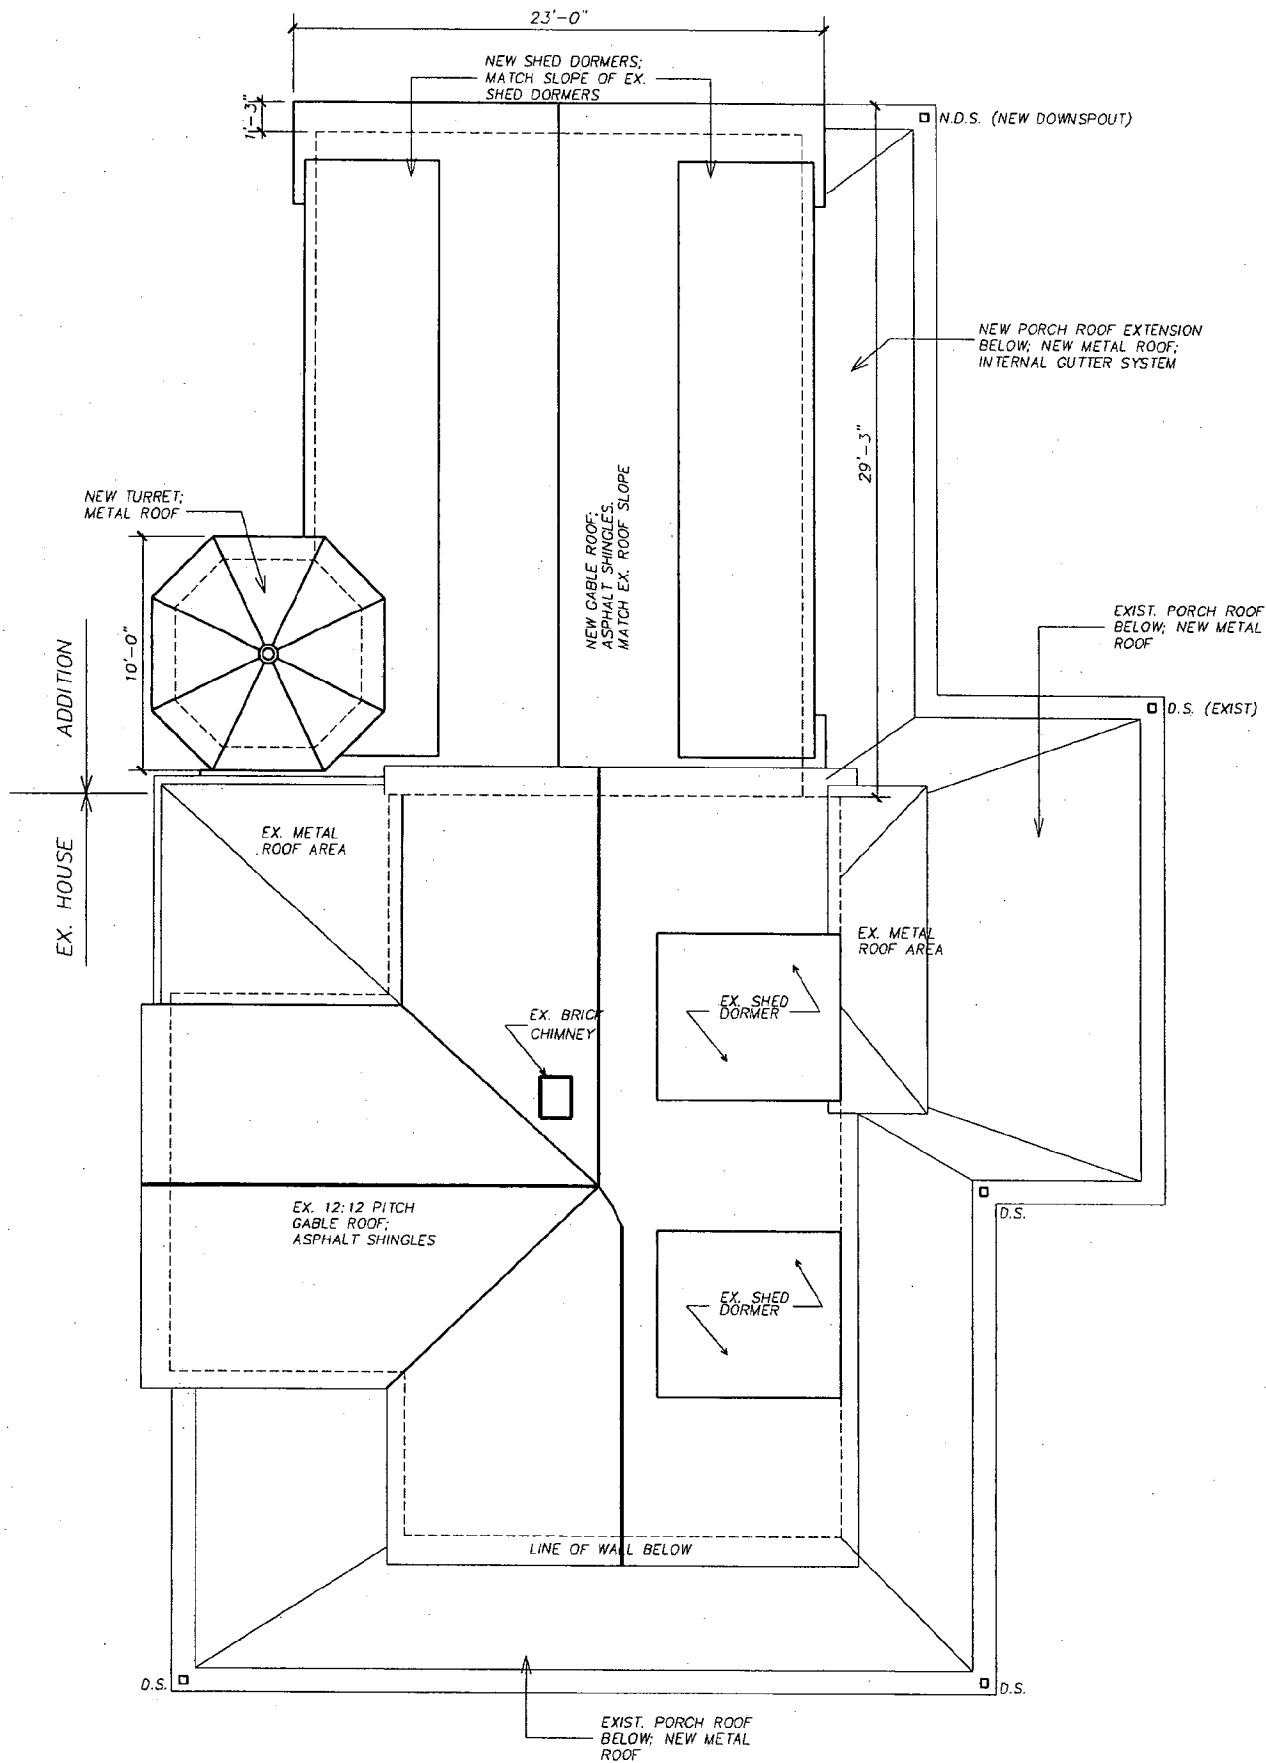 23'-0"
NEW SHED DORMERS;
MATCH SLOPE OF EX.
SHED DORMERS
1'-3"
N.D.S. (NEW DOWNSPOUT)
NEW PORCH ROOF EXTENSION
BELOW; NEW METAL ROOF;
INTERNAL GUTTER SYSTEM
29'-3"
NEW TURRET;
METAL ROOF
NEW GABLE ROOF;
ASPHALT SHINGLES.
MATCH EX. ROOF SLOPE
10'-0"
ADDITION
EXIST. PORCH ROOF
BELOW; NEW METAL
ROOF
D.S. (EXIST)
EX. HOUSE
EX. METAL
ROOF AREA
EX. METAL
ROOF AREA
EX. SHED
DORMER
EX. BRICK
CHIMNEY
EX. 12:12 PITCH
GABLE ROOF;
ASPHALT SHINGLES
D.S.
EX. SHED
DORMER
LINE OF WALL BELOW
D.S.
D.S.
EXIST. PORCH ROOF
BELOW; NEW METAL
ROOF